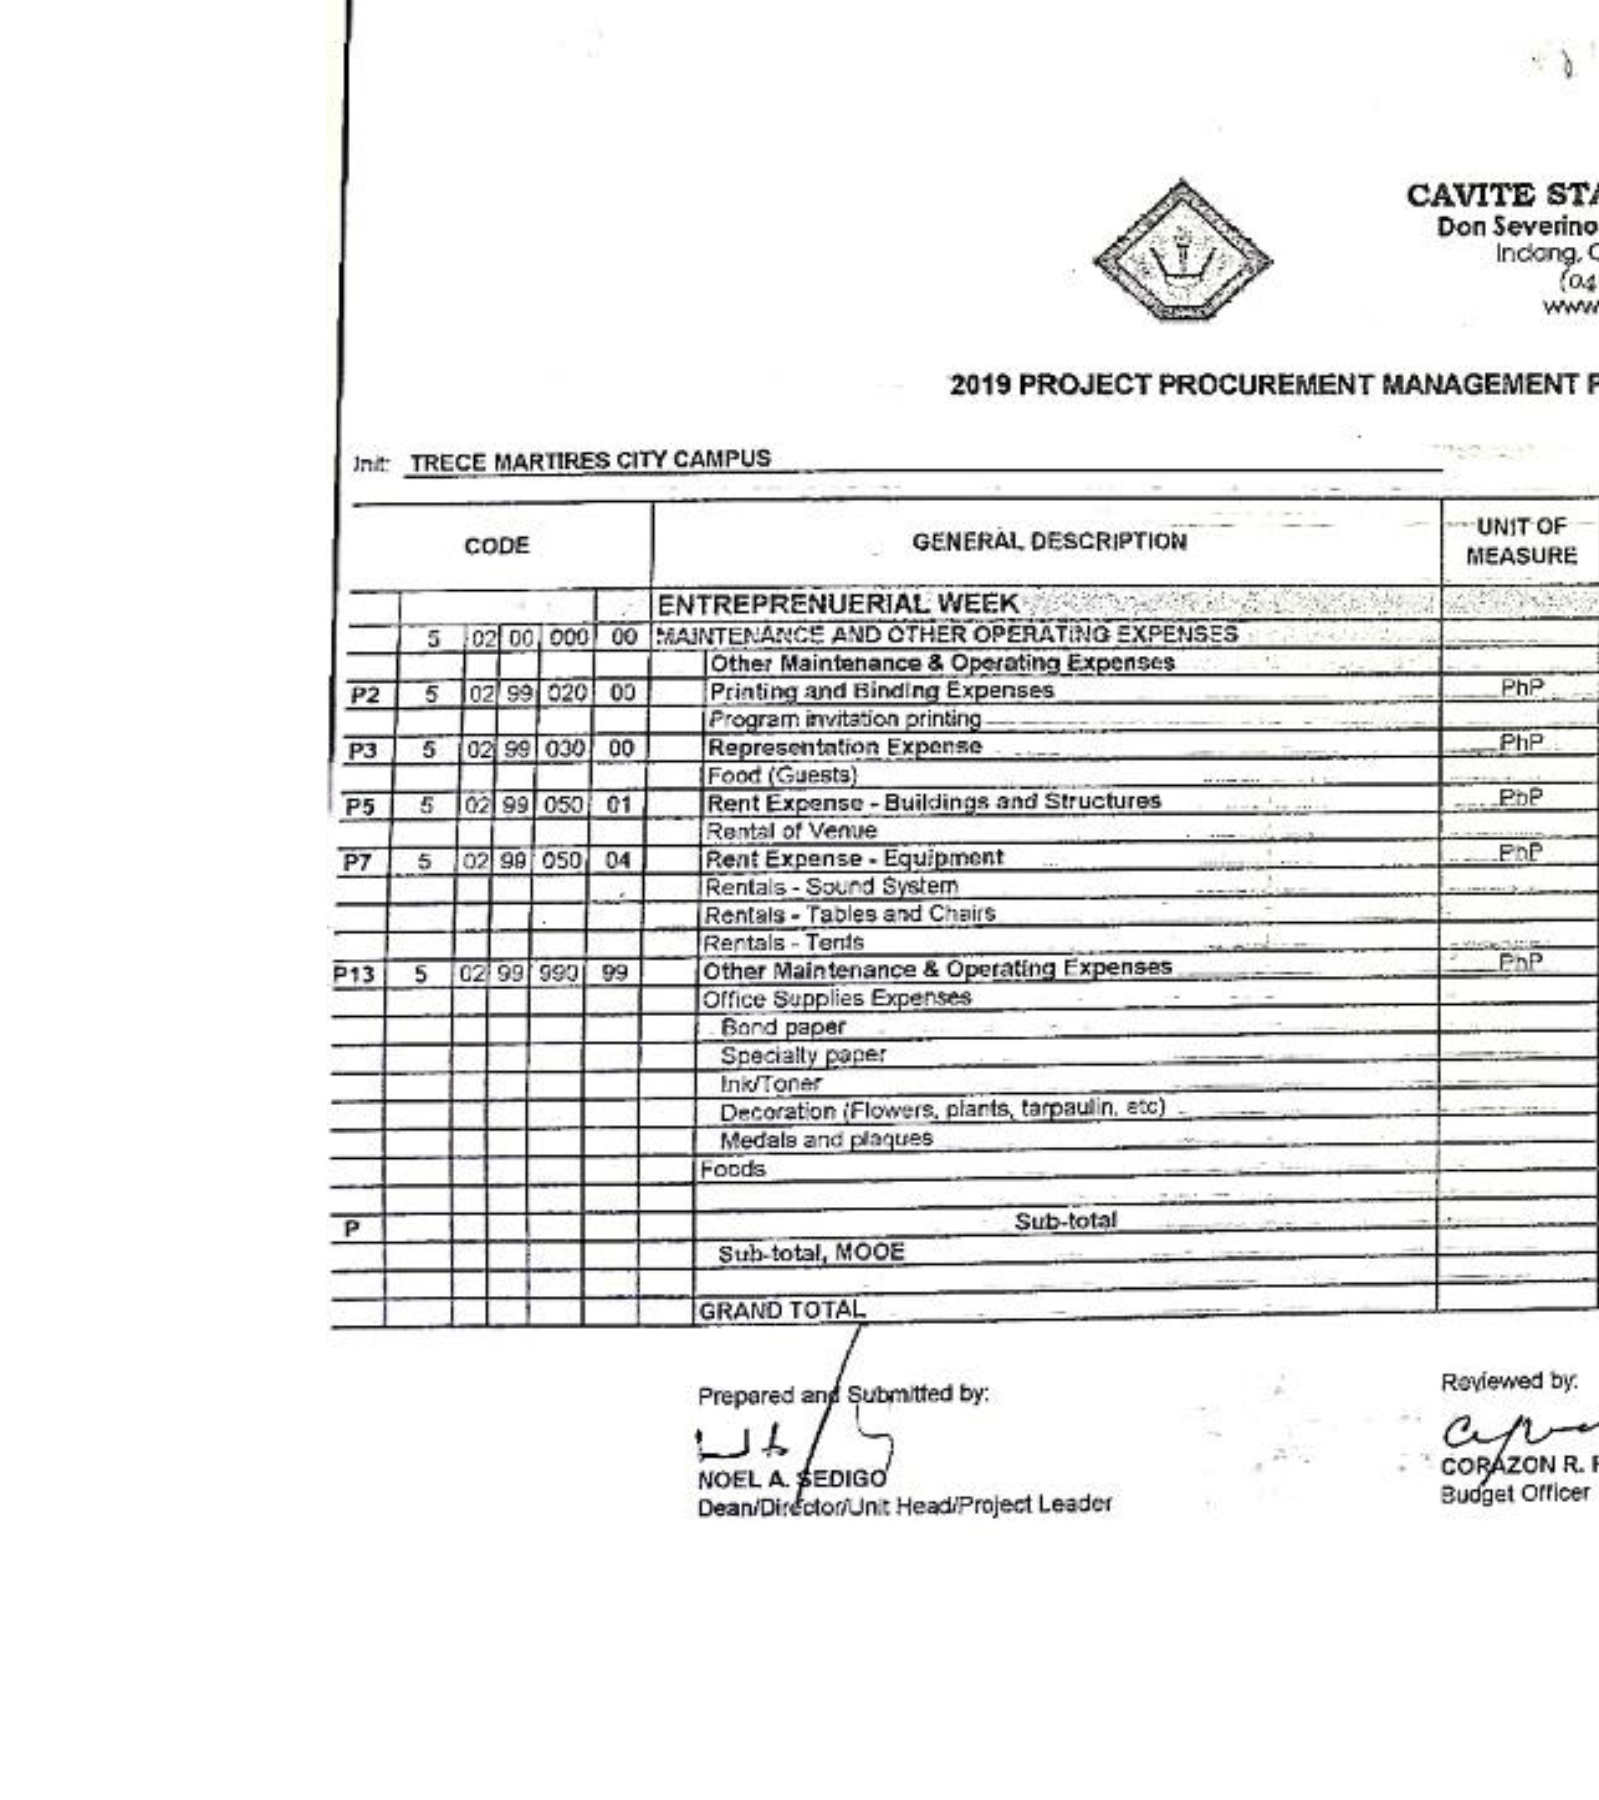 CAVITE STA
Don Severino
Indang, C
(04
www
2019 PROJECT PROCUREMENT MANAGEMENT P
Unit: TRECE MARTIRES CITY CAMPUS
CODE GENERAL DESCRIPTION UNIT OF MEASURE
ENTREPRENUERIAL WEEK
5 02 00 000 00 MAINTENANCE AND OTHER OPERATING EXPENSES
Other Maintenance & Operating Expenses
P2 5 02 99 020 00 Printing and Binding Expenses PhP
Program invitation printing
P3 5 02 99 030 00 Representation Expense PhP
Food (Guests)
P5 5 02 99 050 01 Rent Expense - Buildings and Structures PhP
Rental of Venue
P7 5 02 99 050 04 Rent Expense - Equipment PhP
Rentals - Sound System
Rentals - Tables and Chairs
Rentals - Tents
P13 5 02 99 990 99 Other Maintenance & Operating Expenses PhP
Office Supplies Expenses
Bond paper
Specialty paper
Ink/Toner
Decoration (Flowers, plants, tarpaulin, etc)
Medals and plaques
Foods
P Sub-total
Sub-total, MOOE
GRAND TOTAL
Prepared and Submitted by: Reviewed by:
NOEL A. SEDIGO CORAZON R.
Dean/Director/Unit Head/Project Leader Budget Officer